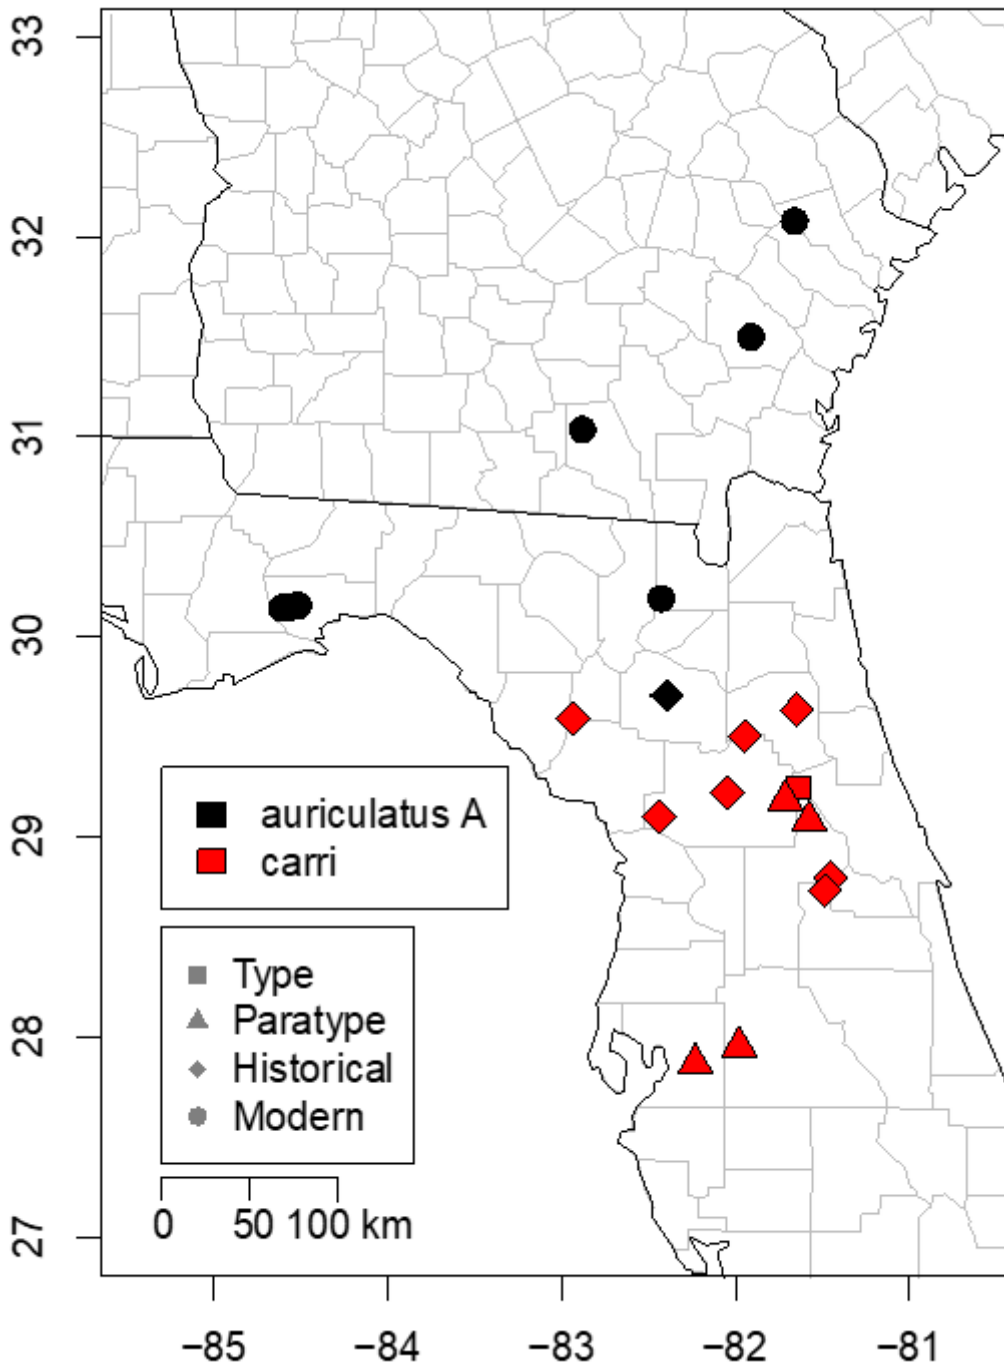 33
32
31
30
29
28
27
auriculatus A
carri
Type
Paratype
Historical
Modern
0 50 100 km
−85 −84 −83 −82 −81